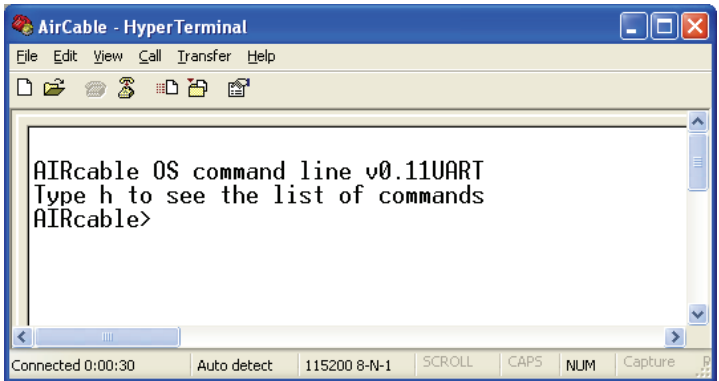 AirCable - HyperTerminal
File Edit View Call Transfer Help
AIRcable OS command line v0.11UART
Type h to see the list of commands
AIRcable>
Connected 0:00:30 Auto detect 115200 8-N-1 SCROLL CAPS NUM Capture